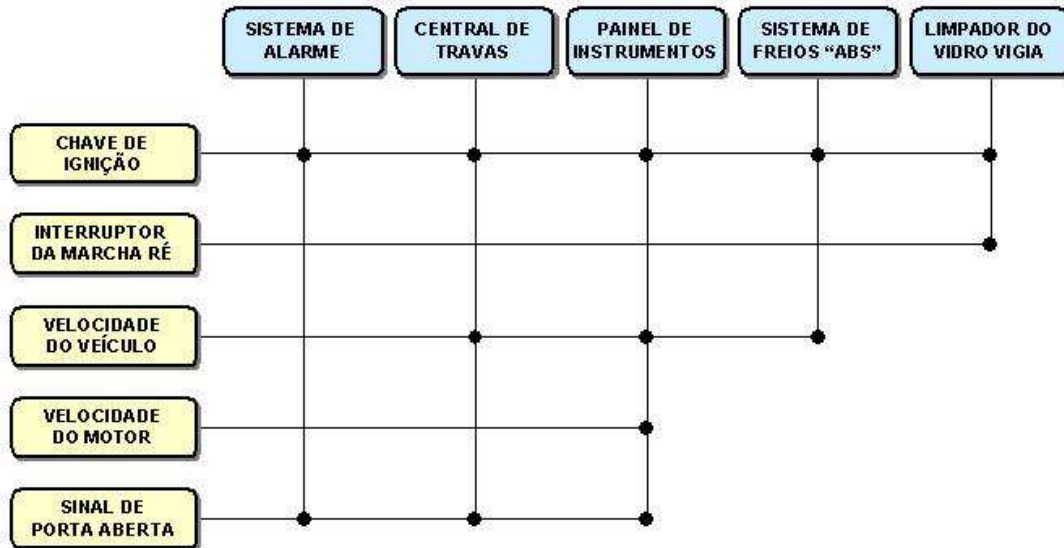 SISTEMA DE
ALARME
CENTRAL DE
TRAVAS
PAINEL DE
INSTRUMENTOS
SISTEMA DE
FREIOS “ABS”
LIMPADOR DO
VIDRO VIGIA
CHAVE DE
IGNIÇÃO
INTERRUPTOR
DA MARCHA RÉ
VELOCIDADE
DO VEÍCULO
VELOCIDADE
DO MOTOR
SINAL DE
PORTA ABERTA